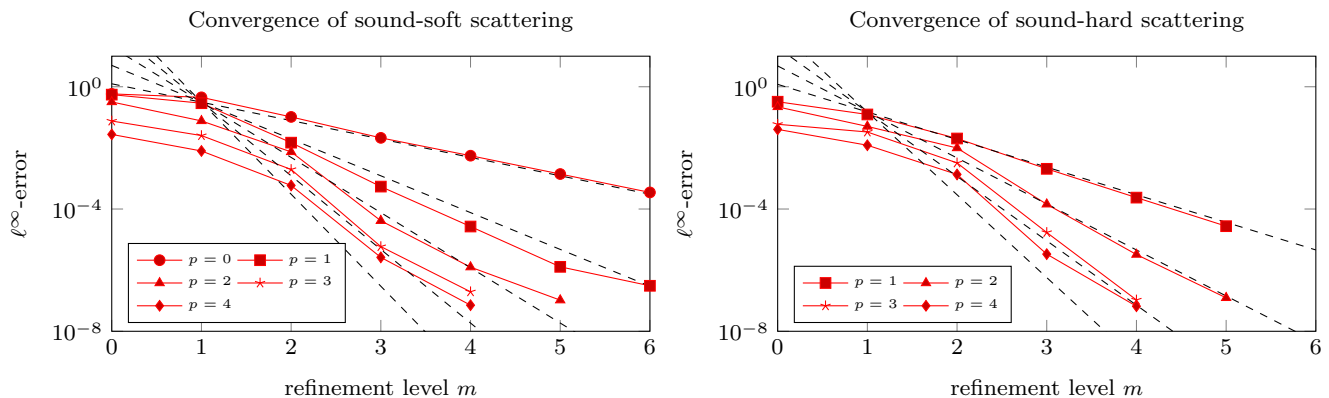 Convergence of sound-soft scattering
10^0
10^−4
10^−8
ℓ^∞-error
p = 0 p = 1
p = 2 p = 3
p = 4
0 1 2 3 4 5 6
refinement level m
Convergence of sound-hard scattering
10^0
10^−4
10^−8
ℓ^∞-error
p = 1 p = 2
p = 3 p = 4
0 1 2 3 4 5 6
refinement level m